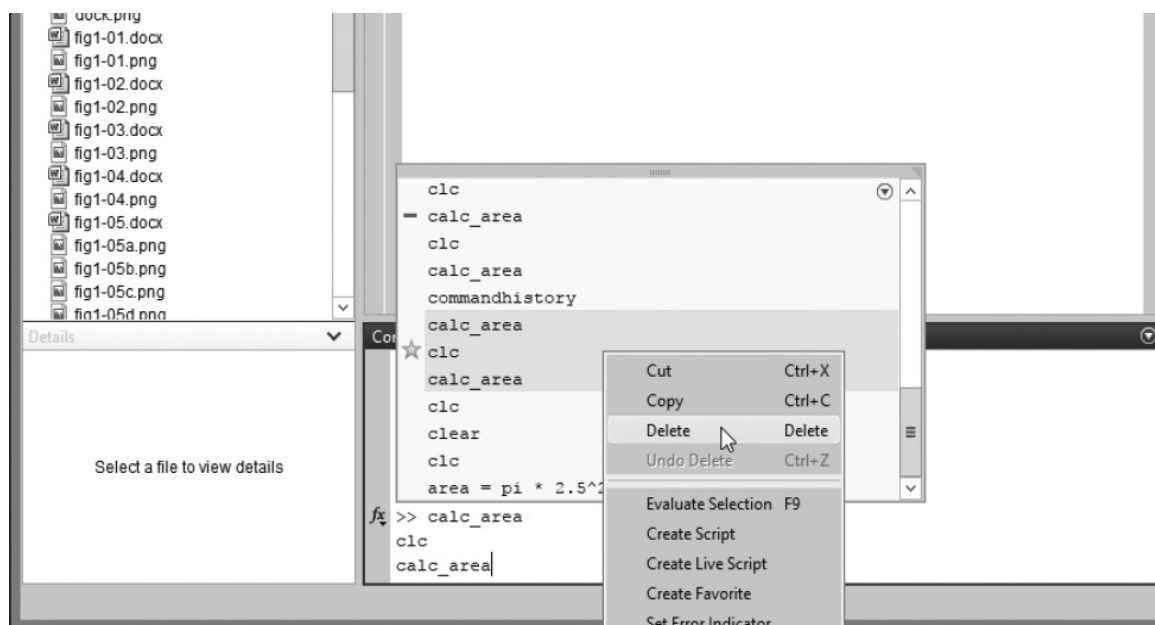 dock.png
fig1-01.docx
fig1-01.png
fig1-02.docx
fig1-02.png
fig1-03.docx
fig1-03.png
fig1-04.docx
fig1-04.png
fig1-05.docx
fig1-05a.png
fig1-05b.png
fig1-05c.png
fig1-05d.png
Details
Select a file to view details
Co
clc
calc_area
clc
calc_area
commandhistory
calc_area
clc
calc_area
clc
clear
clc
area = pi * 2.5^2
fx >> calc_area
clc
calc_area
Cut Ctrl+X
Copy Ctrl+C
Delete Delete
Undo Delete Ctrl+Z
Evaluate Selection F9
Create Script
Create Live Script
Create Favorite
Set Error Indicator